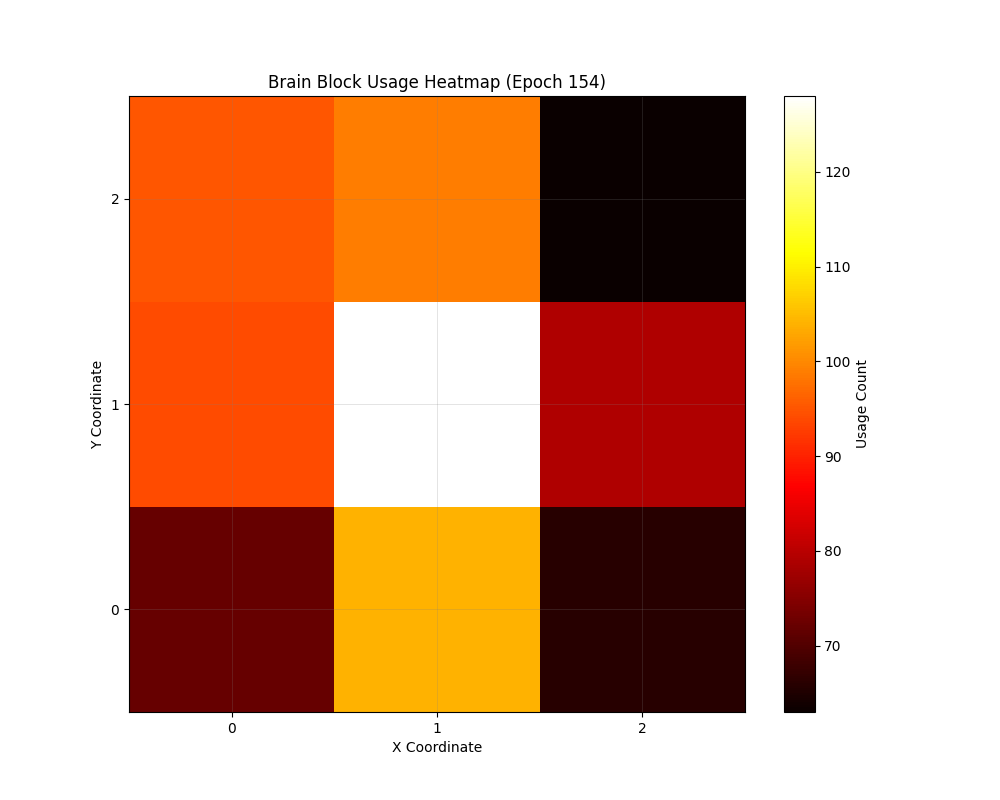 Brain Block Usage Heatmap (Epoch 154)
2
1
0
Y Coordinate
0 1 2
X Coordinate
120
110
100
90
80
70
Usage Count